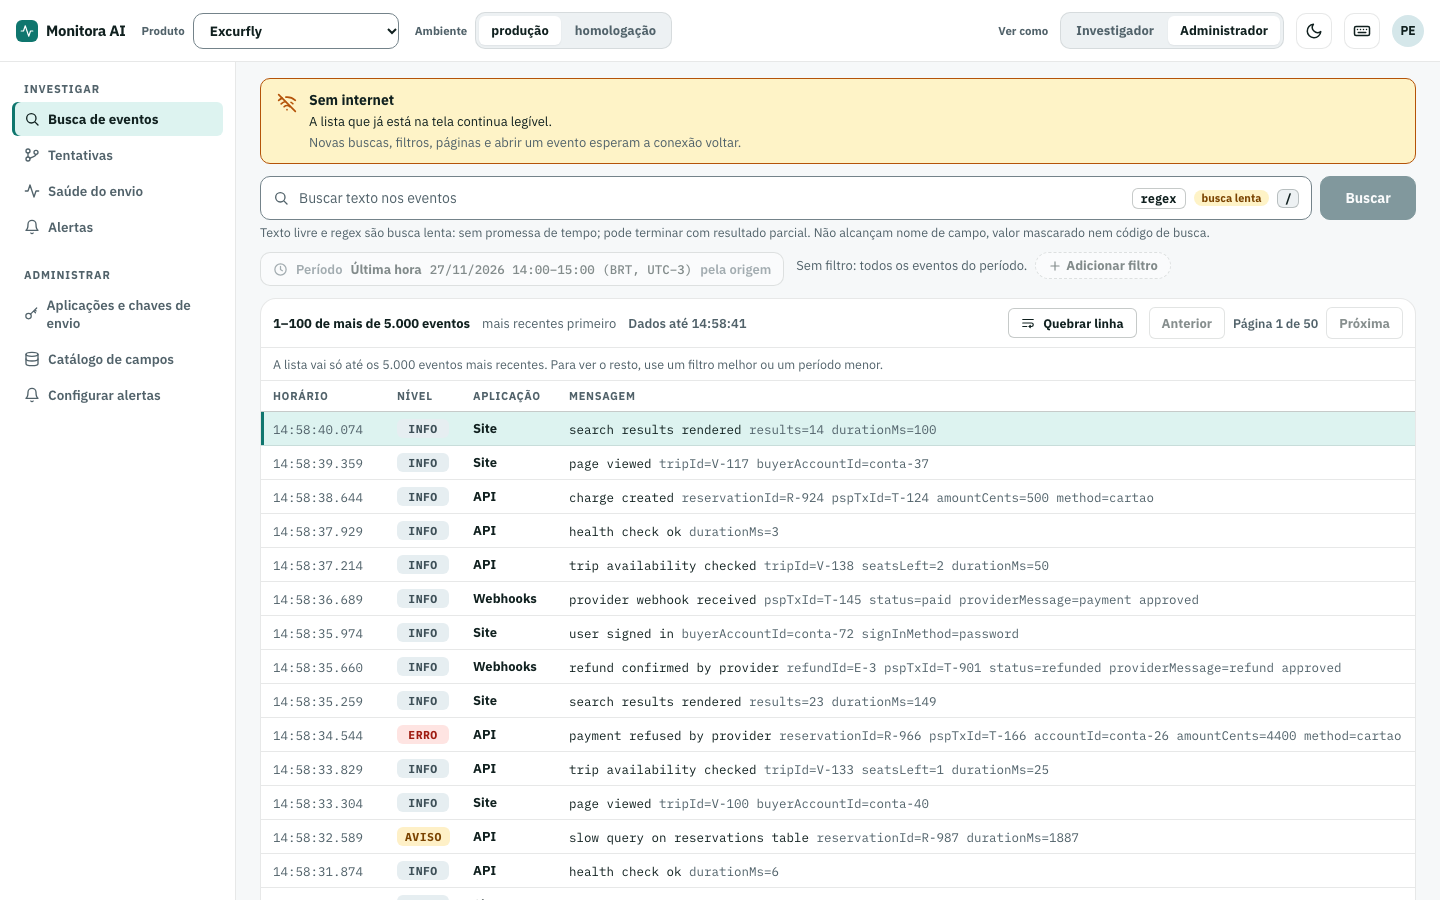 Monitora AI Produto Excurfly Ambiente produção homologação Ver como Investigador Administrador PE
INVESTIGAR
Busca de eventos
Tentativas
Saúde do envio
Alertas
ADMINISTRAR
Aplicações e chaves de
envio
Catálogo de campos
Configurar alertas
Sem internet
A lista que já está na tela continua legível.
Novas buscas, filtros, páginas e abrir um evento esperam a conexão voltar.
Buscar texto nos eventos regex busca lenta / Buscar
Texto livre e regex são busca lenta: sem promessa de tempo; pode terminar com resultado parcial. Não alcançam nome de campo, valor mascarado nem código de busca.
Período Última hora 27/11/2026 14:00–15:00 (BRT, UTC−3) pela origem Sem filtro: todos os eventos do período. + Adicionar filtro
1–100 de mais de 5.000 eventos mais recentes primeiro Dados até 14:58:41 Quebrar linha Anterior Página 1 de 50 Próxima
A lista vai só até os 5.000 eventos mais recentes. Para ver o resto, use um filtro melhor ou um período menor.
HORÁRIO NÍVEL APLICAÇÃO MENSAGEM
14:58:40.074 INFO Site search results rendered results=14 durationMs=100
14:58:39.359 INFO Site page viewed tripId=V-117 buyerAccountId=conta-37
14:58:38.644 INFO API charge created reservationId=R-924 pspTxId=T-124 amountCents=500 method=cartao
14:58:37.929 INFO API health check ok durationMs=3
14:58:37.214 INFO API trip availability checked tripId=V-138 seatsLeft=2 durationMs=50
14:58:36.689 INFO Webhooks provider webhook received pspTxId=T-145 status=paid providerMessage=payment approved
14:58:35.974 INFO Site user signed in buyerAccountId=conta-72 signInMethod=password
14:58:35.660 INFO Webhooks refund confirmed by provider refundId=E-3 pspTxId=T-901 status=refunded providerMessage=refund approved
14:58:35.259 INFO Site search results rendered results=23 durationMs=149
14:58:34.544 ERRO API payment refused by provider reservationId=R-966 pspTxId=T-166 accountId=conta-26 amountCents=4400 method=cartao
14:58:33.829 INFO API trip availability checked tripId=V-133 seatsLeft=1 durationMs=25
14:58:33.304 INFO Site page viewed tripId=V-100 buyerAccountId=conta-40
14:58:32.589 AVISO API slow query on reservations table reservationId=R-987 durationMs=1887
14:58:31.874 INFO API health check ok durationMs=6